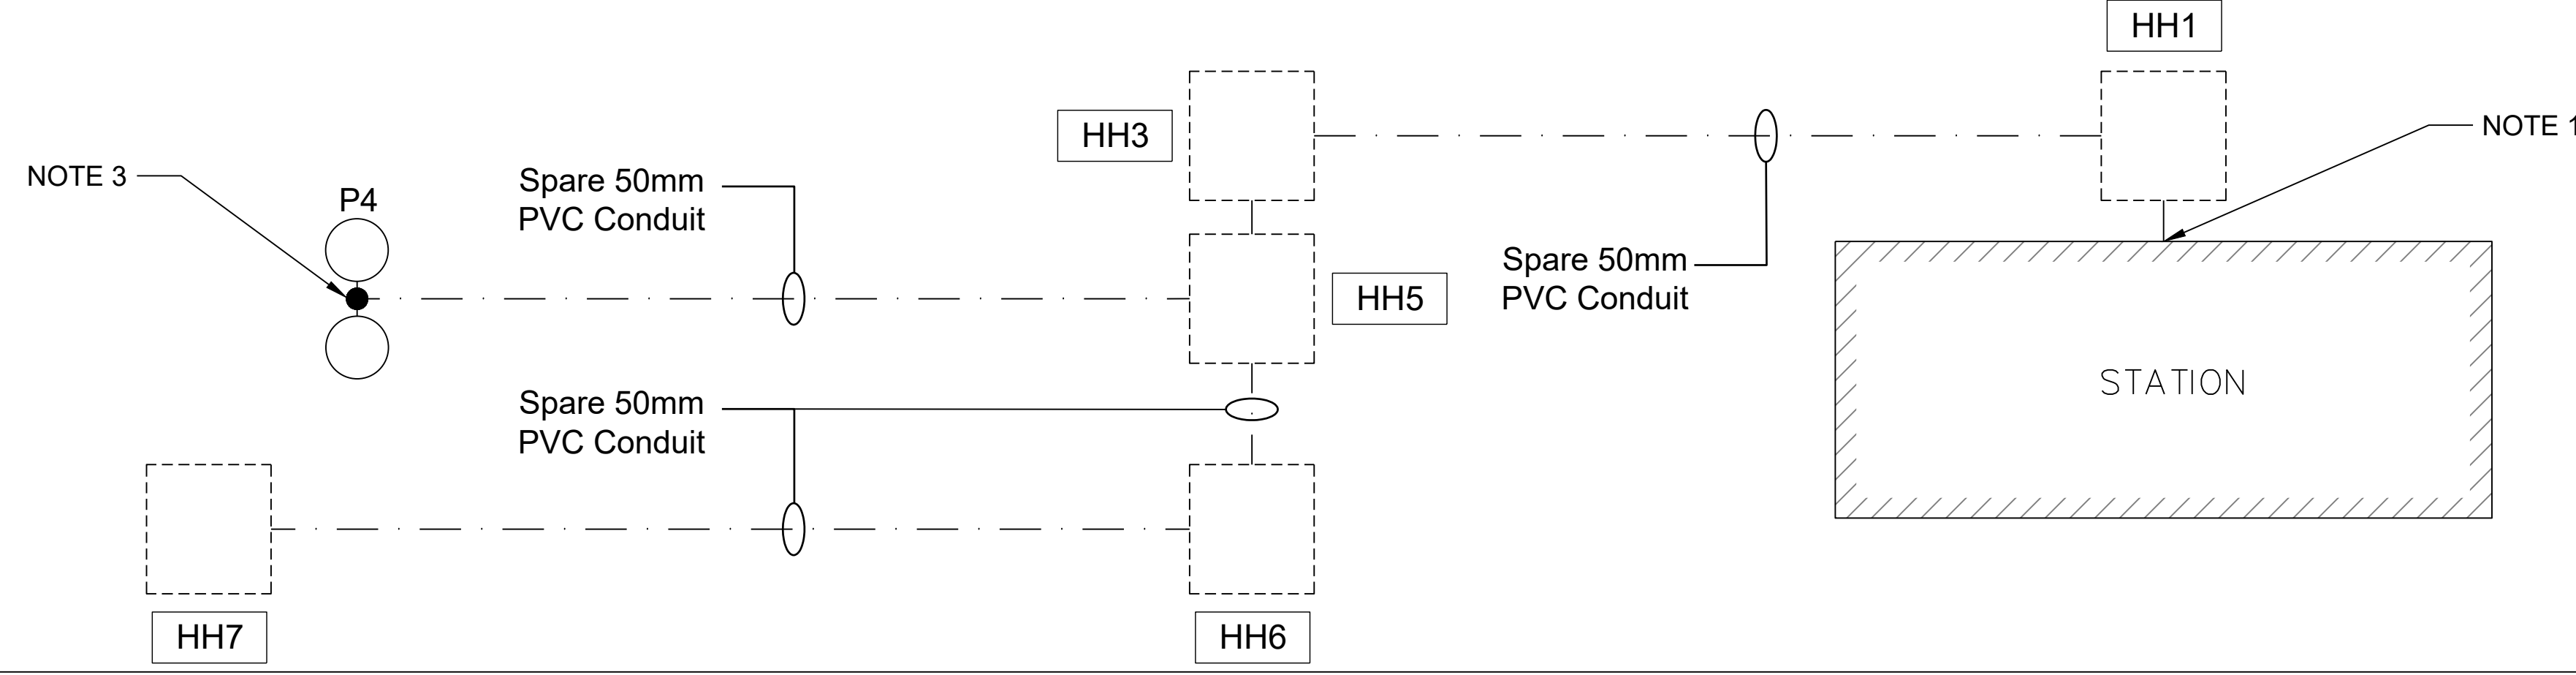 HH1
NOTE 1
HH3
NOTE 3
P4
Spare 50mm
PVC Conduit
HH5
Spare 50mm
PVC Conduit
STATION
Spare 50mm
PVC Conduit
HH7
HH6